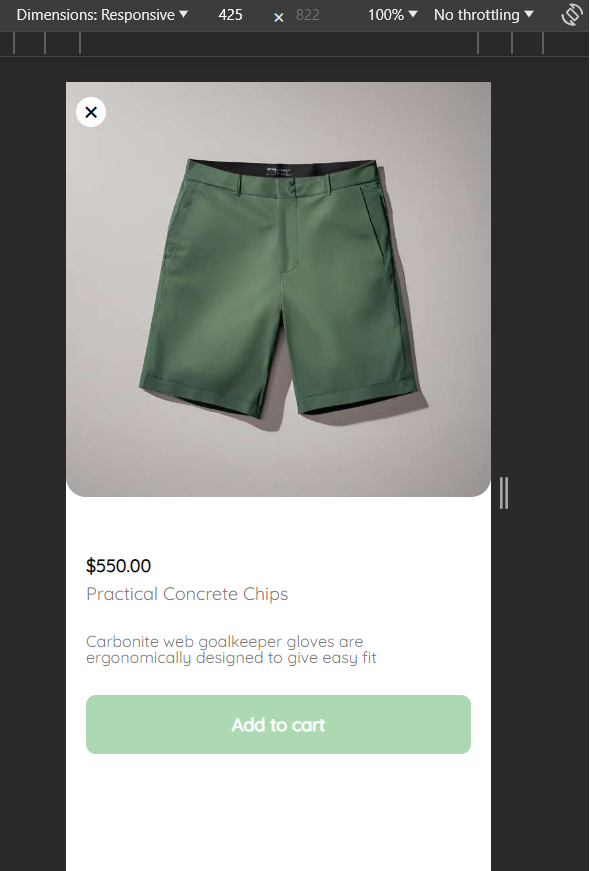 Dimensions: Responsive ▼ 425 × 822 100% ▼ No throttling ▼
$550.00
Practical Concrete Chips
Carbonite web goalkeeper gloves are
ergonomically designed to give easy fit
Add to cart